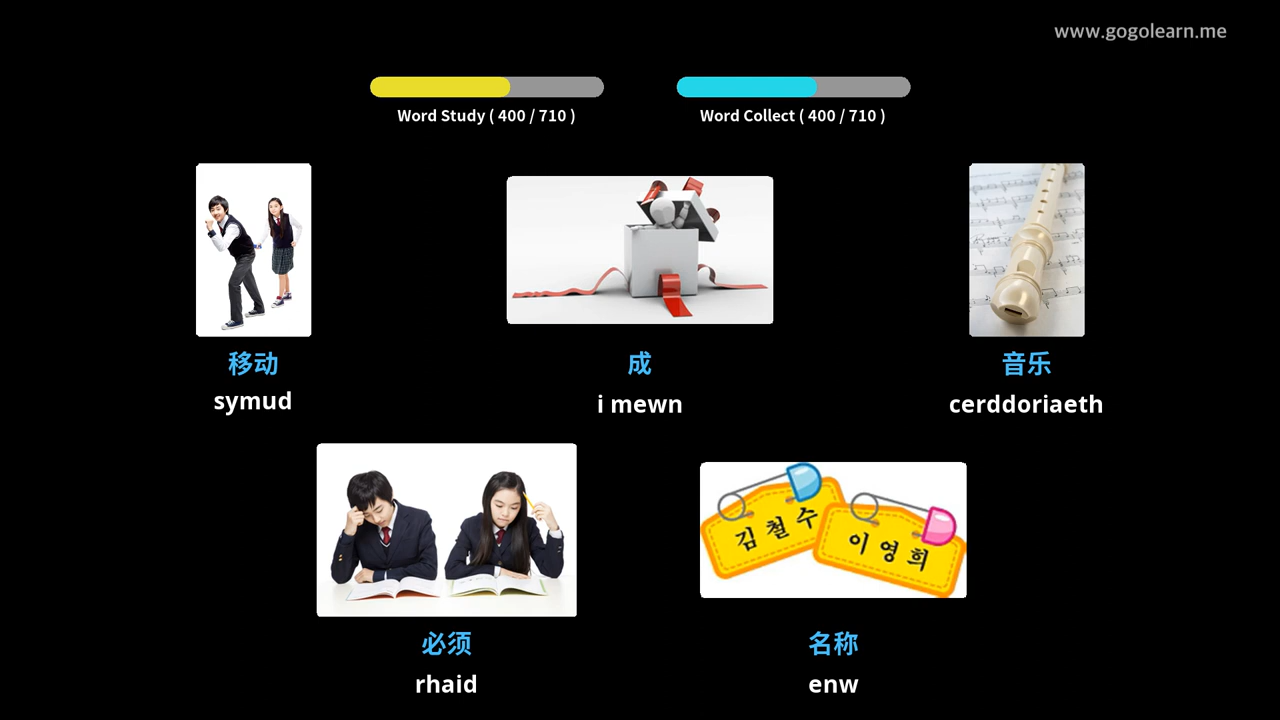 www.gogolearn.me
Word Study ( 400 / 710 )
Word Collect ( 400 / 710 )
移动
symud
成
i mewn
音乐
cerddoriaeth
김철수
이영희
必须
rhaid
名称
enw